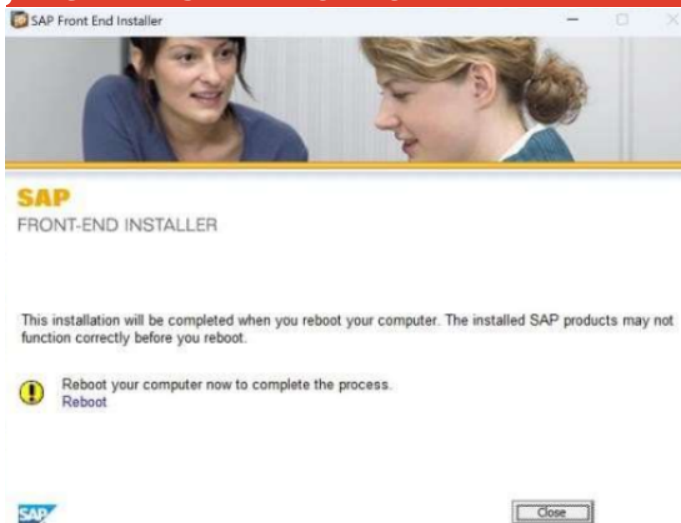 SAP Front End Installer
SAP
FRONT-END INSTALLER
This installation will be completed when you reboot your computer. The installed SAP products may not
function correctly before you reboot.
Reboot your computer now to complete the process.
Reboot
SAP
Close